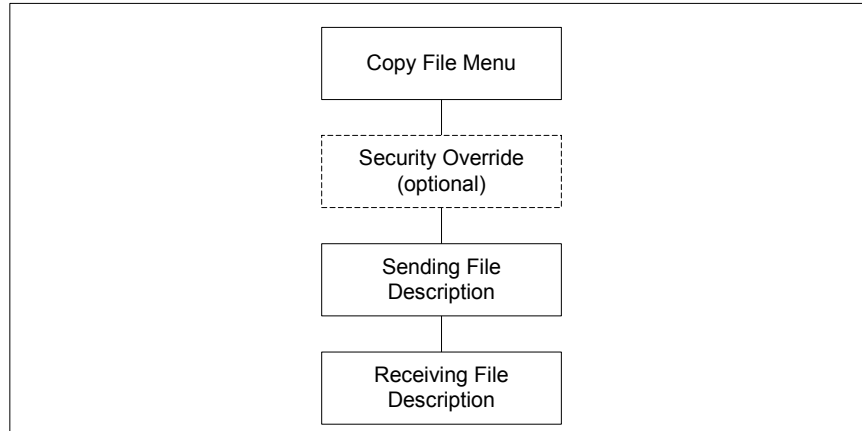 Copy File Menu
Security Override
(optional)
Sending File
Description
Receiving File
Description